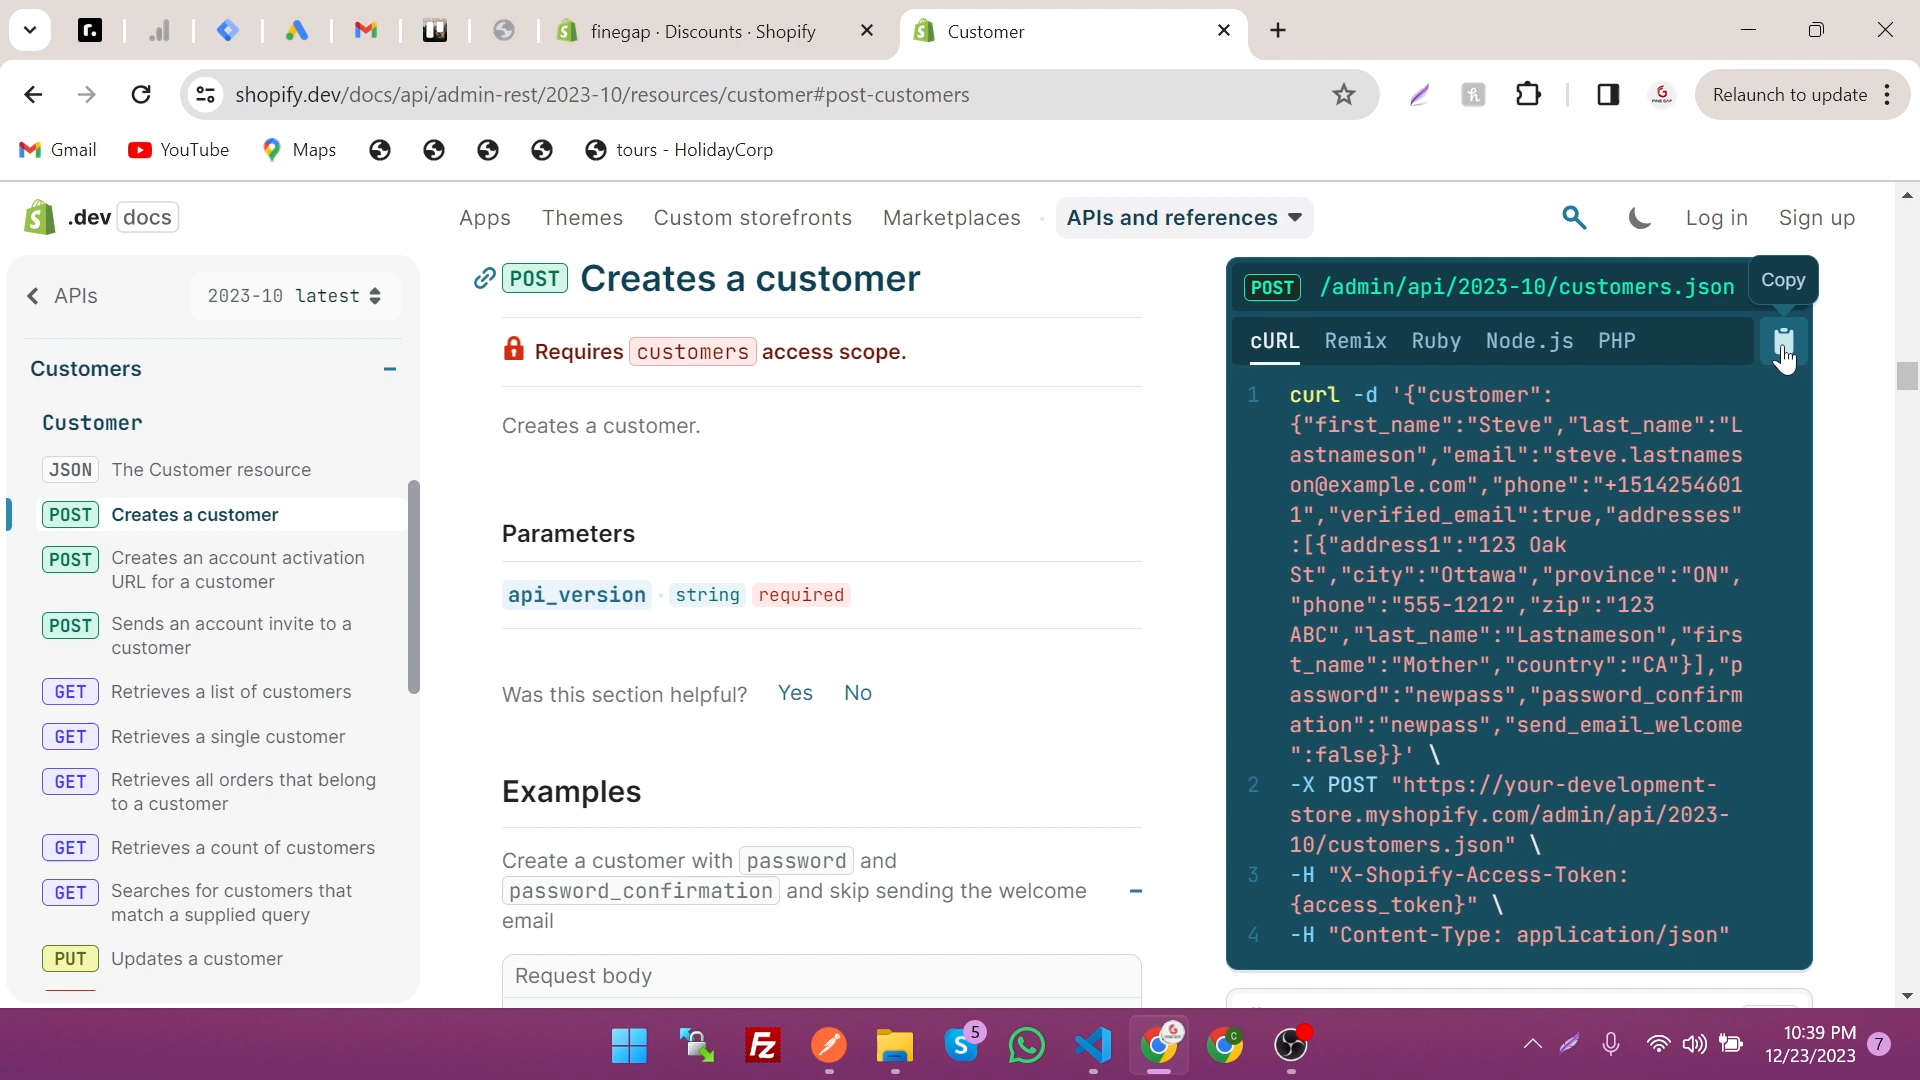 finegap · Discounts · Shopify
Customer
shopify.dev/docs/api/admin-rest/2023-10/resources/customer#post-customers
Relaunch to update
Gmail
YouTube
Maps
tours - HolidayCorp
.dev docs
Apps
Themes
Custom storefronts
Marketplaces
APIs and references
Log in
Sign up
APIs
2023-10 latest
Customers
Customer
JSON The Customer resource
POST Creates a customer
POST Creates an account activation
URL for a customer
POST Sends an account invite to a
customer
GET Retrieves a list of customers
GET Retrieves a single customer
GET Retrieves all orders that belong
to a customer
GET Retrieves a count of customers
GET Searches for customers that
match a supplied query
PUT Updates a customer
POST Creates a customer
Requires customers access scope.
Creates a customer.
Parameters
api_version · string required
Was this section helpful? Yes No
Examples
Create a customer with password and
password_confirmation and skip sending the welcome
email
Request body
POST /admin/api/2023-10/customers.json
Copy
cURL Remix Ruby Node.js PHP
1 curl -d '{"customer":
{"first_name":"Steve","last_name":"L
astnameson","email":"steve.lastnames
on@example.com","phone":"+1514254601
1","verified_email":true,"addresses"
:[{"address1":"123 Oak
St","city":"Ottawa","province":"ON",
"phone":"555-1212","zip":"123
ABC","last_name":"Lastnameson","firs
t_name":"Mother","country":"CA"}],"p
assword":"newpass","password_confirm
ation":"newpass","send_email_welcome
":false}}' \
2 -X POST "https://your-development-
store.myshopify.com/admin/api/2023-
10/customers.json" \
3 -H "X-Shopify-Access-Token:
{access_token}" \
4 -H "Content-Type: application/json"
5
10:39 PM
12/23/2023
7